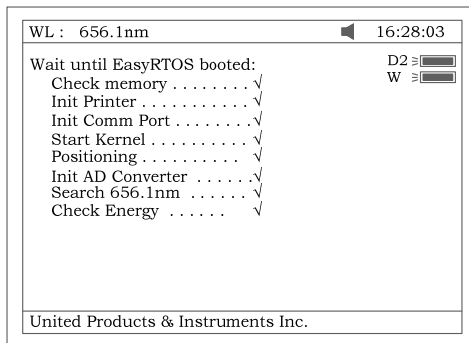 WL : 656.1nm 16:28:03
Wait until EasyRTOS booted: D2
Check memory . . . . . . . . √ W
Init Printer . . . . . . . . . . . √
Init Comm Port . . . . . . . √
Start Kernel . . . . . . . . . . √
Positioning . . . . . . . . . . √
Init AD Converter . . . . . . √
Search 656.1nm . . . . . . √
Check Energy . . . . . . √
United Products & Instruments Inc.